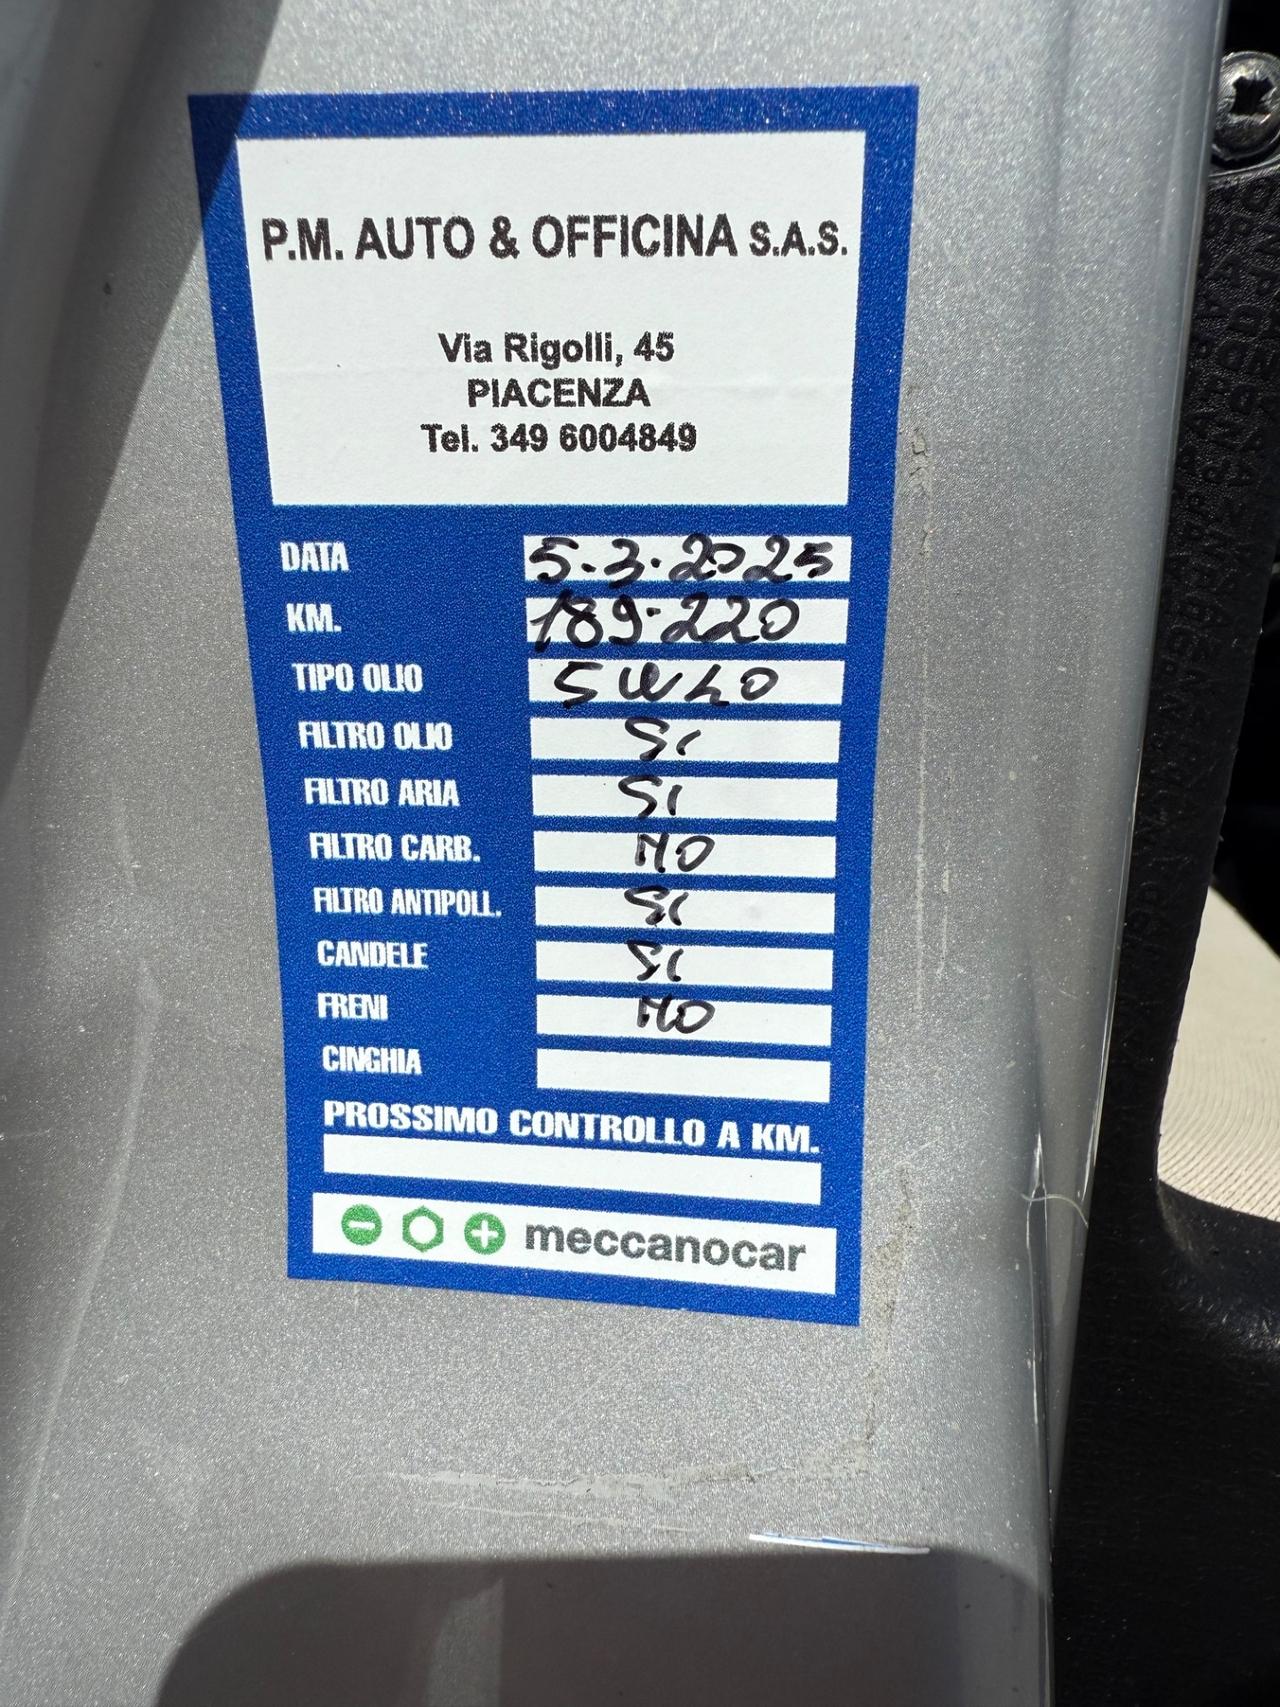 P.M. AUTO & OFFICINA S.A.S.
Via Rigolli, 45
PIACENZA
Tel. 349 6004849
DATA 5.3.2025
KM. 189.220
TIPO OLIO 5W40
FILTRO OLIO SI
FILTRO ARIA SI
FILTRO CARB. NO
FILTRO ANTIPOLL. SI
CANDELE SI
FRENI NO
CINGHIA
PROSSIMO CONTROLLO A KM.
meccanocar